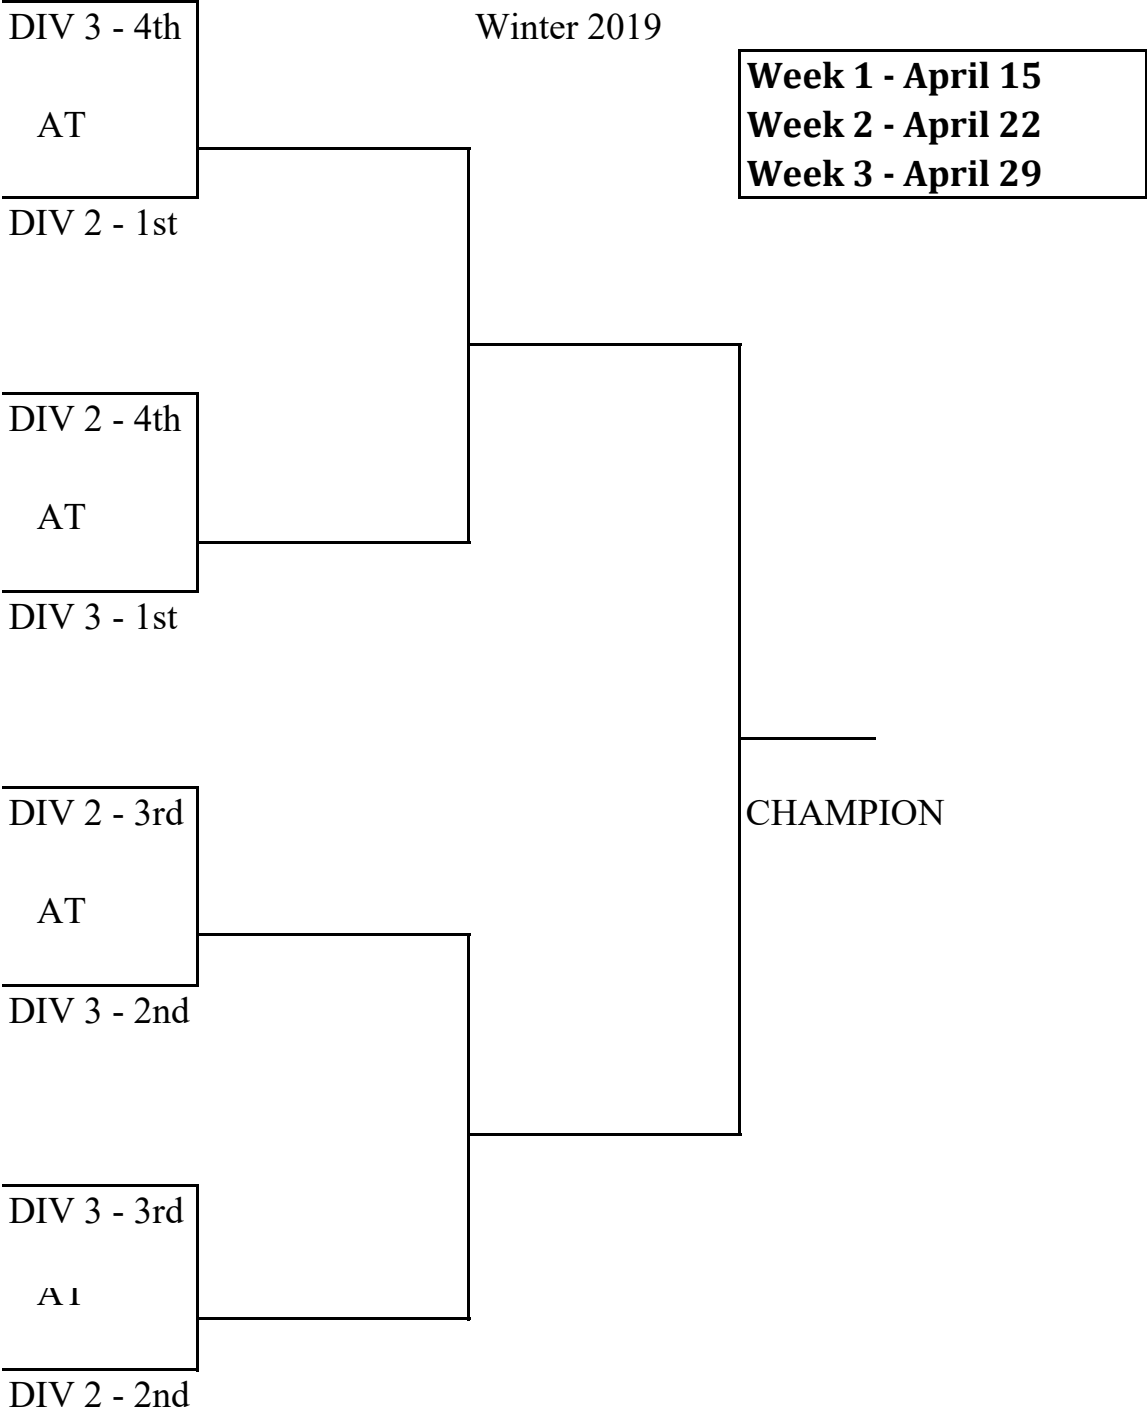 DIV 3 - 4th
Winter 2019
Week 1 - April 15
AT
Week 2 - April 22
Week 3 - April 29
DIV 2 - 1st
DIV 2 - 4th
AT
DIV 3 - 1st
DIV 2 - 3rd
CHAMPION
AT
DIV 3 - 2nd
DIV 3 - 3rd
AT
DIV 2 - 2nd